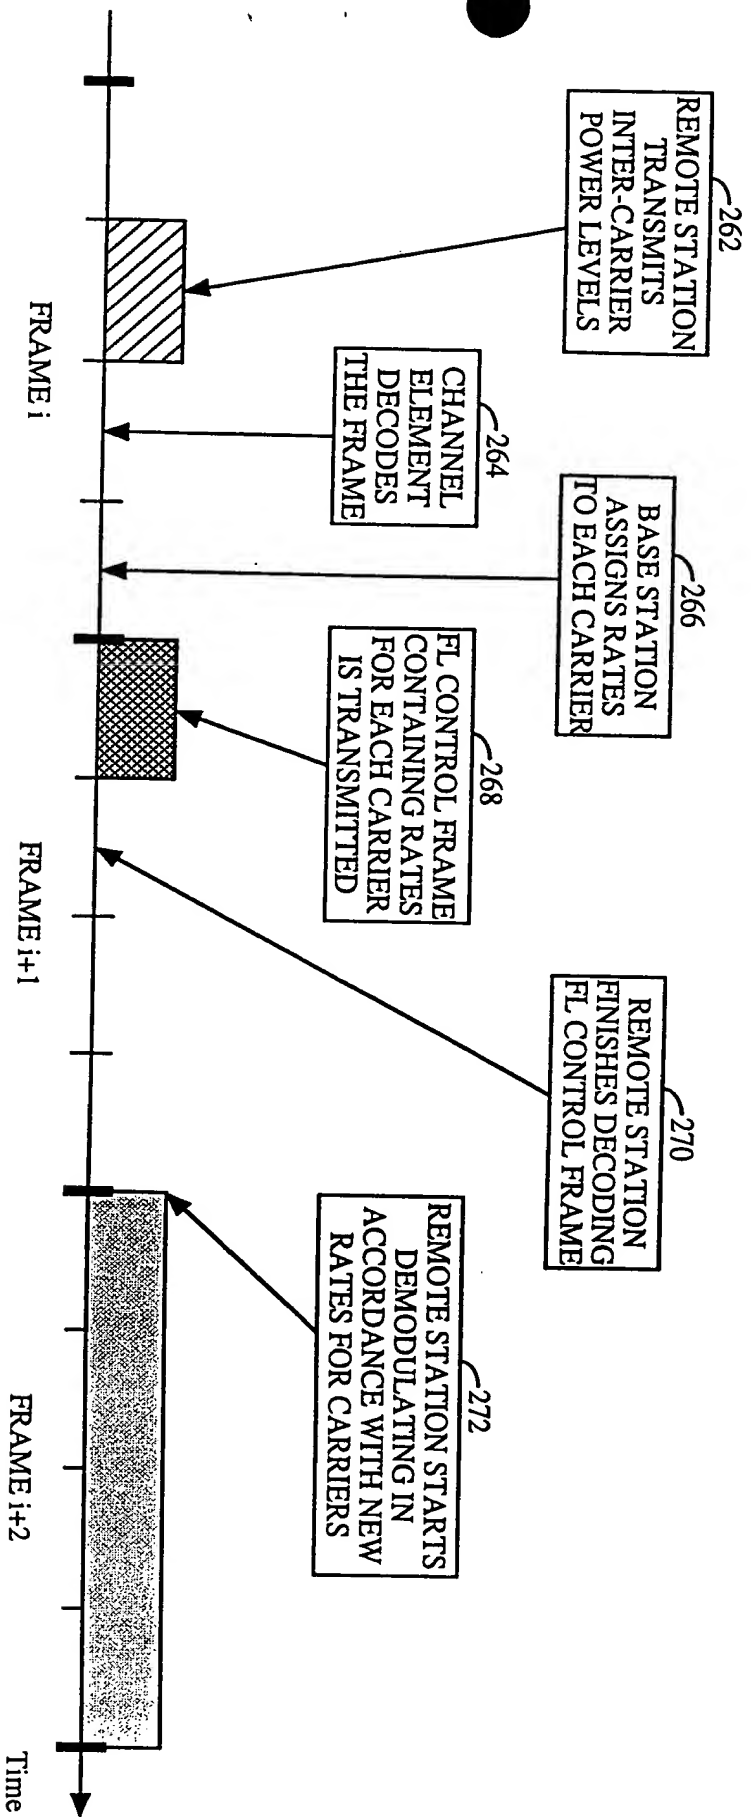 262
REMOTE STATION
TRANSMITS
INTER-CARRIER
POWER LEVELS
264
CHANNEL
ELEMENT
DECODES
THE FRAME
266
BASE STATION
ASSIGNS RATES
TO EACH CARRIER
268
FL CONTROL FRAME
CONTAINING RATES
FOR EACH CARRIER
IS TRANSMITTED
270
REMOTE STATION
FINISHES DECODING
FL CONTROL FRAME
272
REMOTE STATION STARTS
DEMODULATING IN
ACCORDANCE WITH NEW
RATES FOR CARRIERS
FRAME i
FRAME i+1
FRAME i+2
Time